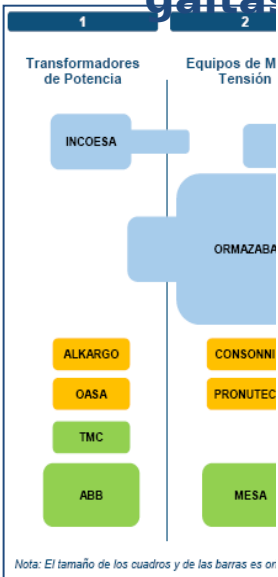 gaitas
1
2
Transformadores
de Potencia
Equipos de M
Tensión
INCOESA
ORMAZABA
ALKARGO
CONSONNI
OASA
PRONUTEC
TMC
ABB
MESA
Nota: El tamaño de los cuadros y de las barras es or